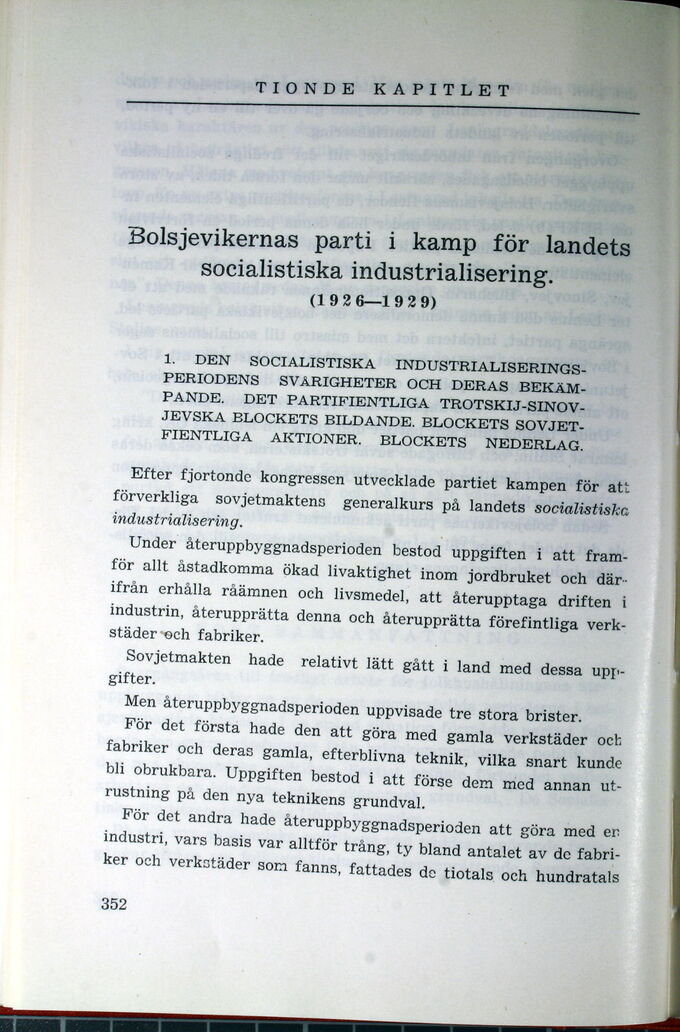 TIONDE KAPITLET
Bolsjevikernas parti i kamp för landets
socialistiska industrialisering.
(1926—1929)
1. DEN SOCIALISTISKA INDUSTRIALISERINGS-
PERIODENS SVÅRIGHETER OCH DERAS BEKÄM-
PANDE. DET PARTIFIENTLIGA TROTSKIJ-SINOV-
JEVSKA BLOCKETS BILDANDE. BLOCKETS SOVJET-
FIENTLIGA AKTIONER. BLOCKETS NEDERLAG.
Efter fjortonde kongressen utvecklade partiet kampen för att
förverkliga sovjetmaktens generalkurs på landets socialistiska
industrialisering.
Under återuppbyggnadsperioden bestod uppgiften i att fram-
för allt åstadkomma ökad livaktighet inom jordbruket och där-
ifrån erhålla råämnen och livsmedel, att återupptaga driften i
industrin, återupprätta denna och återupprätta förefintliga verk-
städer och fabriker.
Sovjetmakten hade relativt lätt gått i land med dessa upp-
gifter.
Men återuppbyggnadsperioden uppvisade tre stora brister.
För det första hade den att göra med gamla verkstäder och
fabriker och deras gamla, efterblivna teknik, vilka snart kunde
bli obrukbara. Uppgiften bestod i att förse dem med annan ut-
rustning på den nya teknikens grundval.
För det andra hade återuppbyggnadsperioden att göra med en
industri, vars basis var alltför trång, ty bland antalet av de fabri-
ker och verkstäder som fanns, fattades de tiotals och hundratals
352